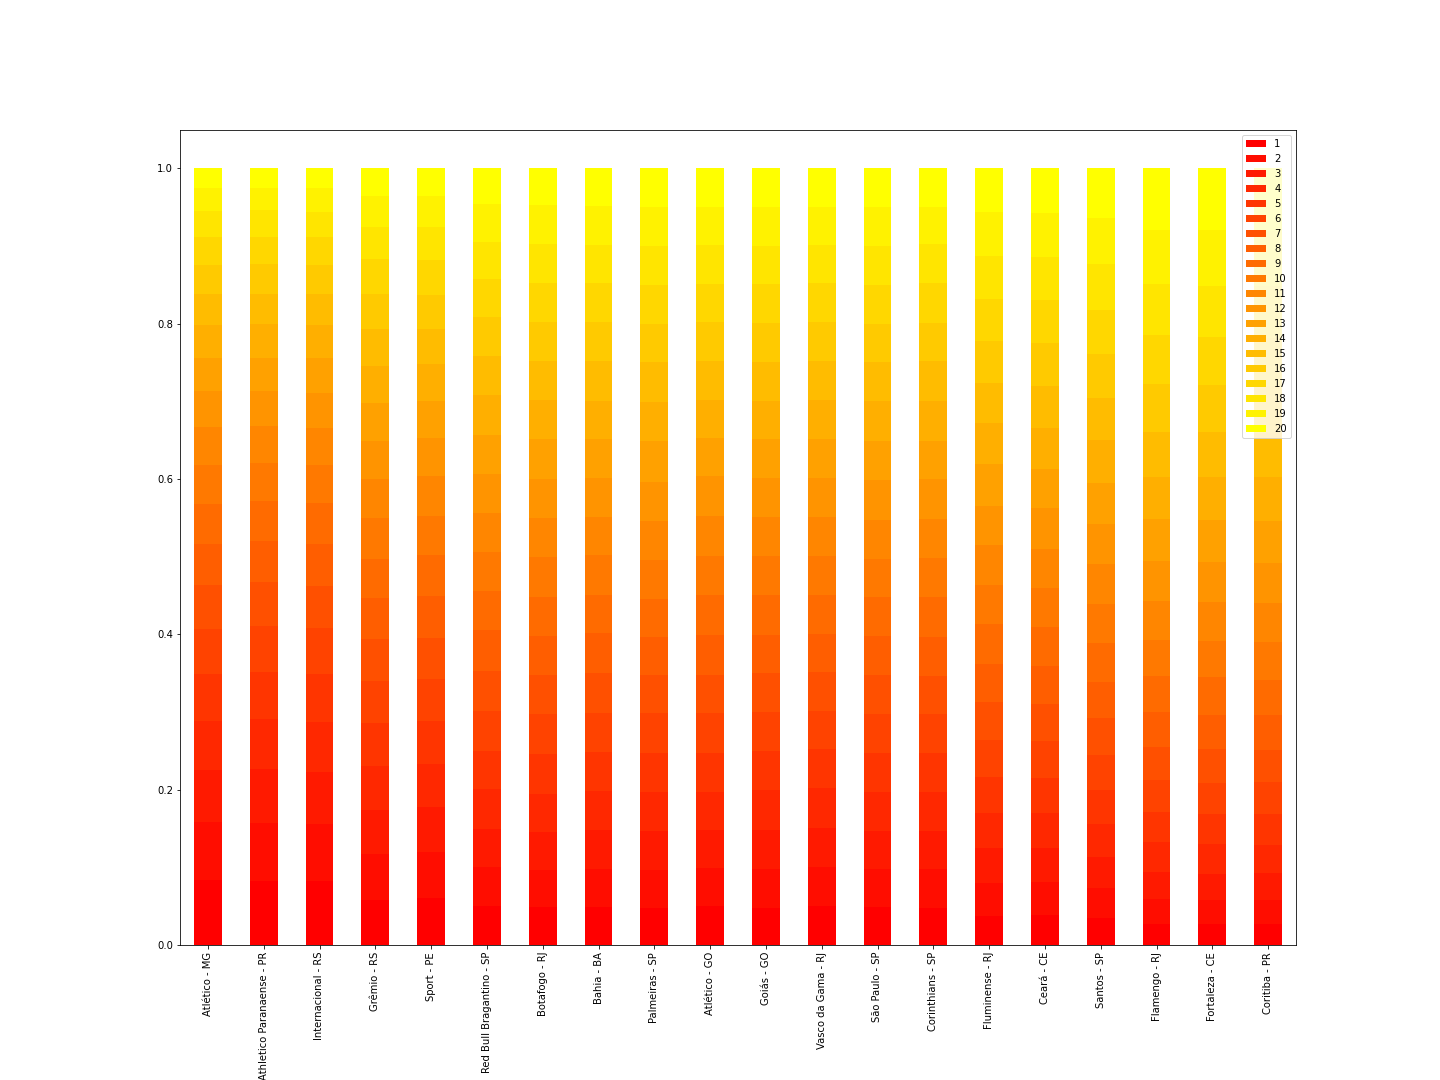 1.0
0.8
0.6
0.4
0.2
0.0
1
2
3
4
5
6
7
8
9
10
11
12
13
14
15
16
17
18
19
20
Atlético - MG
Athletico Paranaense - PR
Internacional - RS
Grêmio - RS
Sport - PE
Red Bull Bragantino - SP
Botafogo - RJ
Bahia - BA
Palmeiras - SP
Atlético - GO
Goiás - GO
Vasco da Gama - RJ
São Paulo - SP
Corinthians - SP
Fluminense - RJ
Ceará - CE
Santos - SP
Flamengo - RJ
Fortaleza - CE
Coritiba - PR